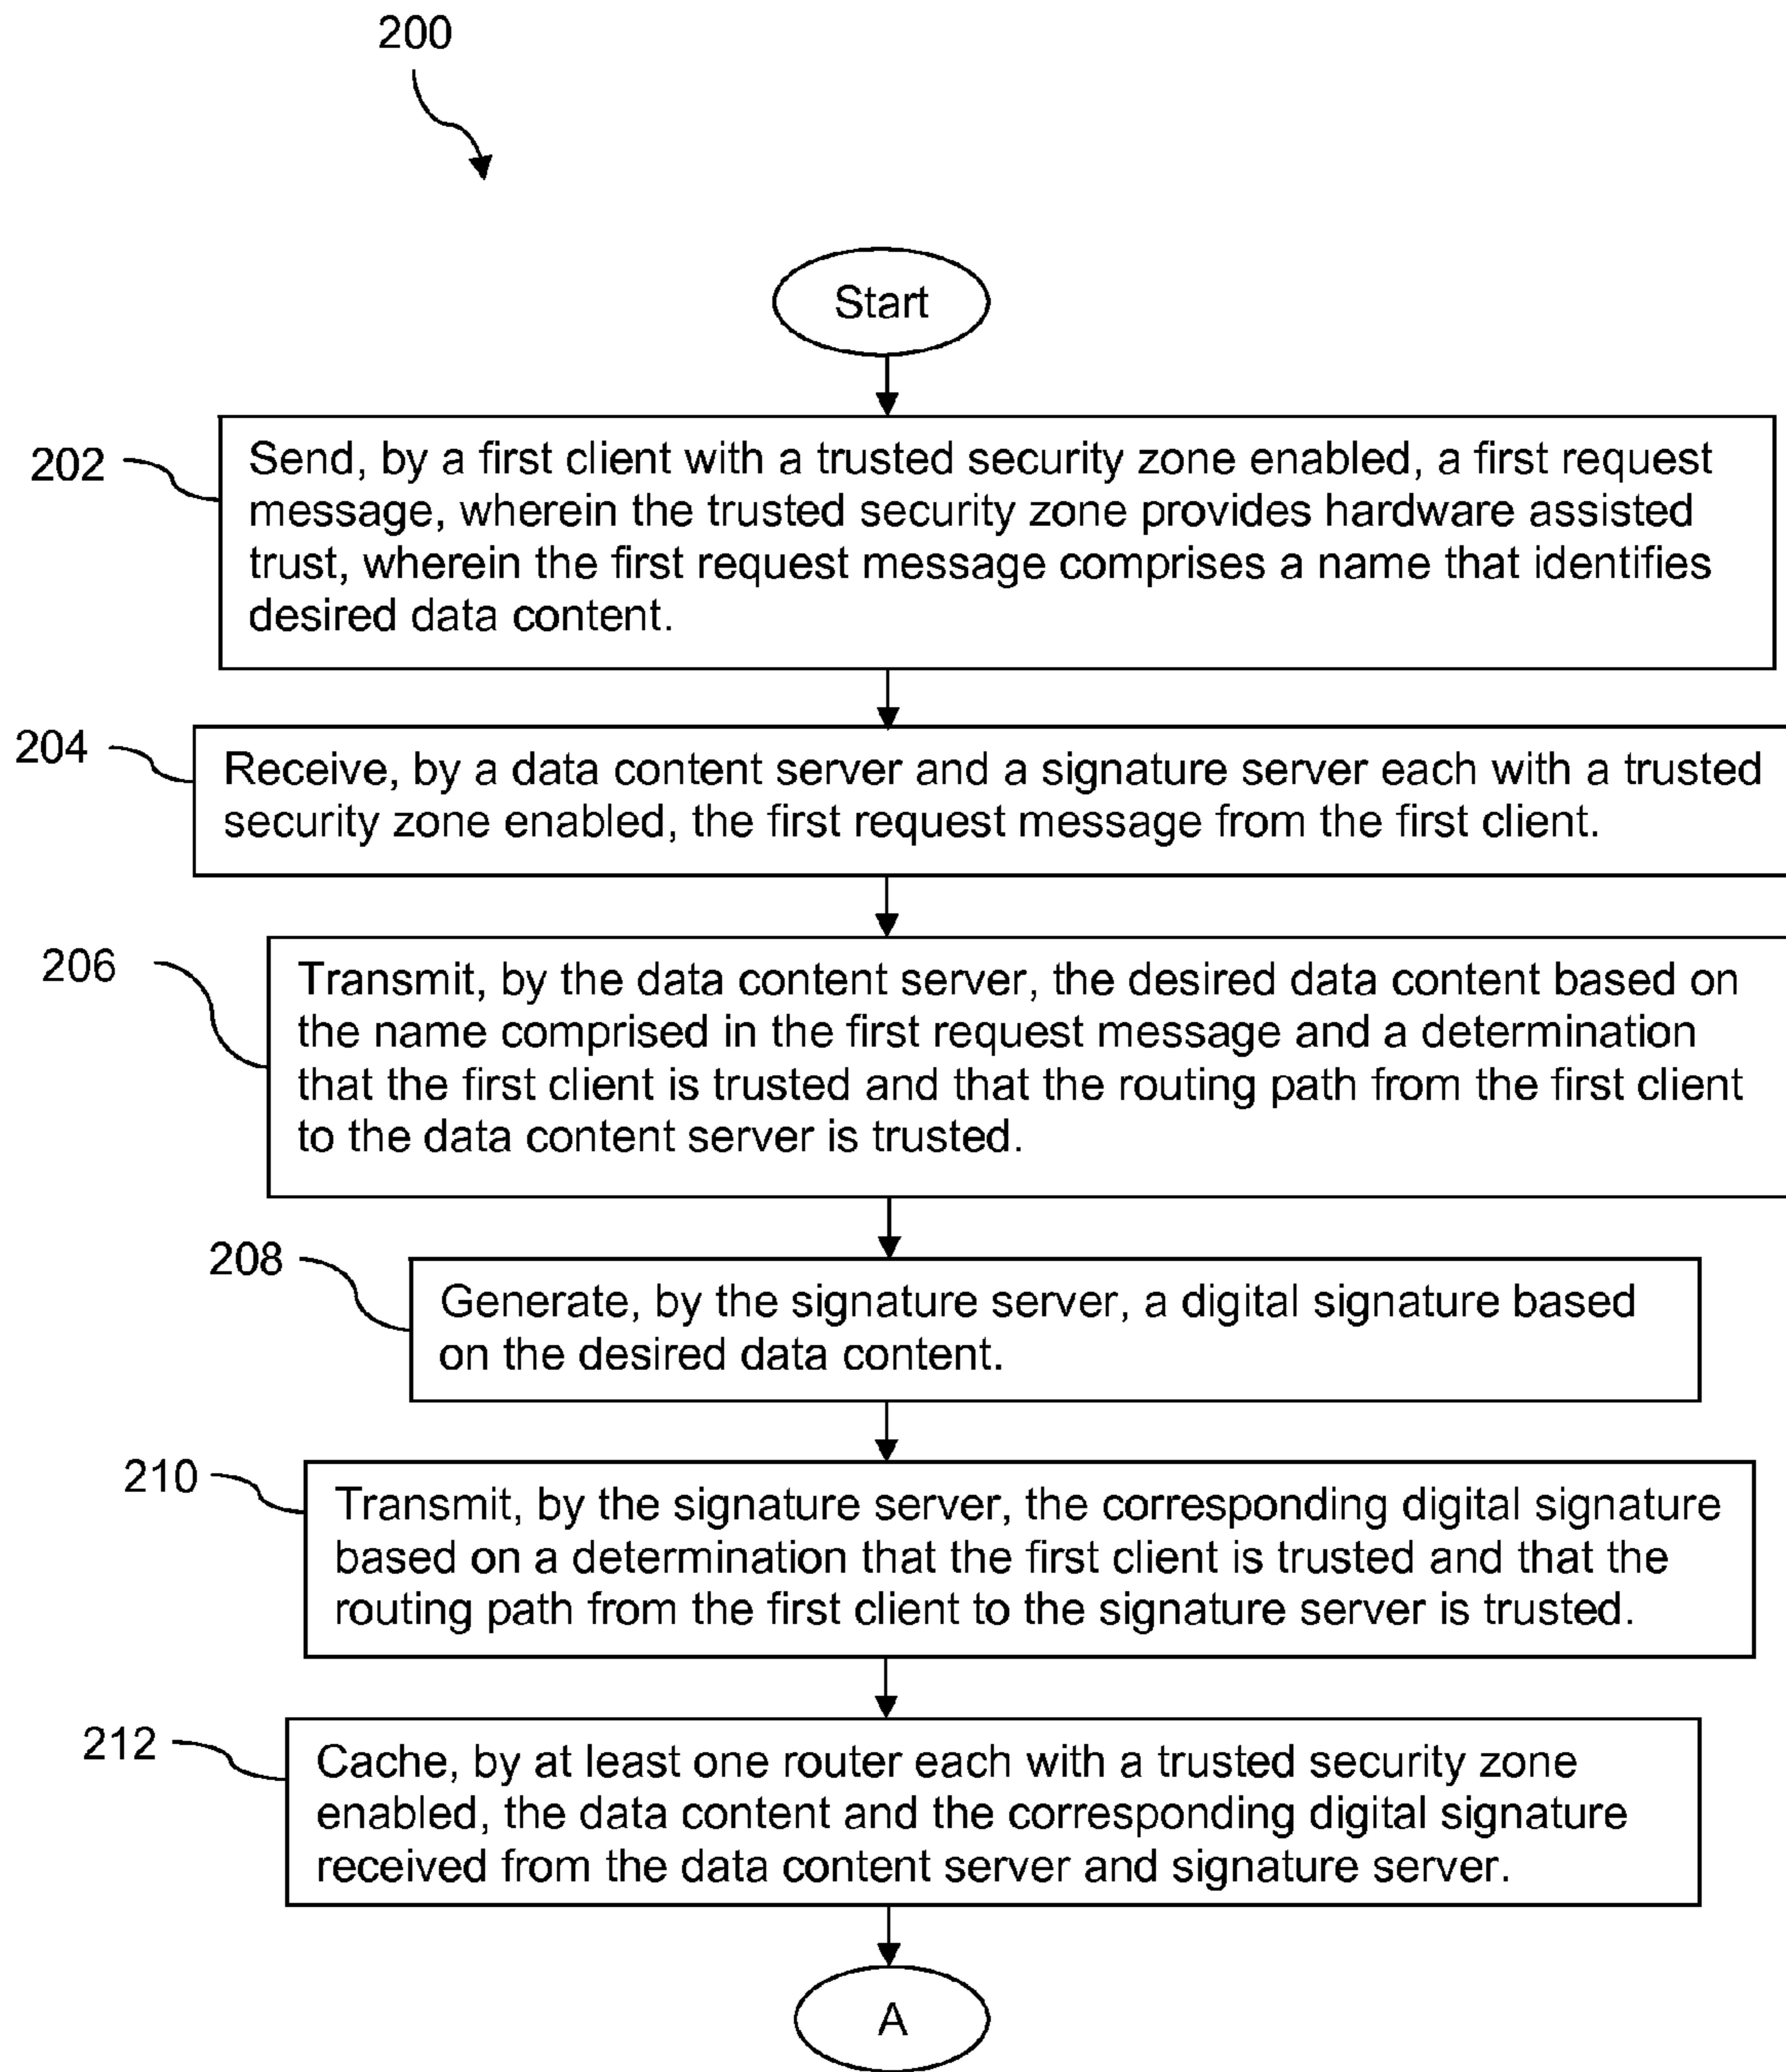 200
Start
202
Send, by a first client with a trusted security zone enabled, a first request
message, wherein the trusted security zone provides hardware assisted
trust, wherein the first request message comprises a name that identifies
desired data content.
204
Receive, by a data content server and a signature server each with a trusted
security zone enabled, the first request message from the first client.
206
Transmit, by the data content server, the desired data content based on
the name comprised in the first request message and a determination
that the first client is trusted and that the routing path from the first client
to the data content server is trusted.
208
Generate, by the signature server, a digital signature based
on the desired data content.
210
Transmit, by the signature server, the corresponding digital signature
based on a determination that the first client is trusted and that the
routing path from the first client to the signature server is trusted.
212
Cache, by at least one router each with a trusted security zone
enabled, the data content and the corresponding digital signature
received from the data content server and signature server.
A